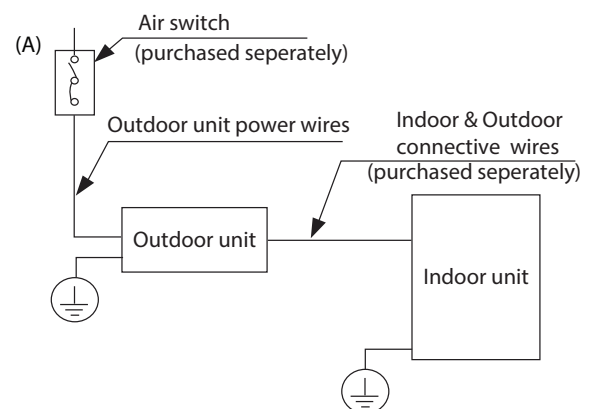 (A)
Air switch
(purchased seperately)
Outdoor unit power wires
Indoor & Outdoor
connective wires
(purchased seperately)
Outdoor unit
Indoor unit